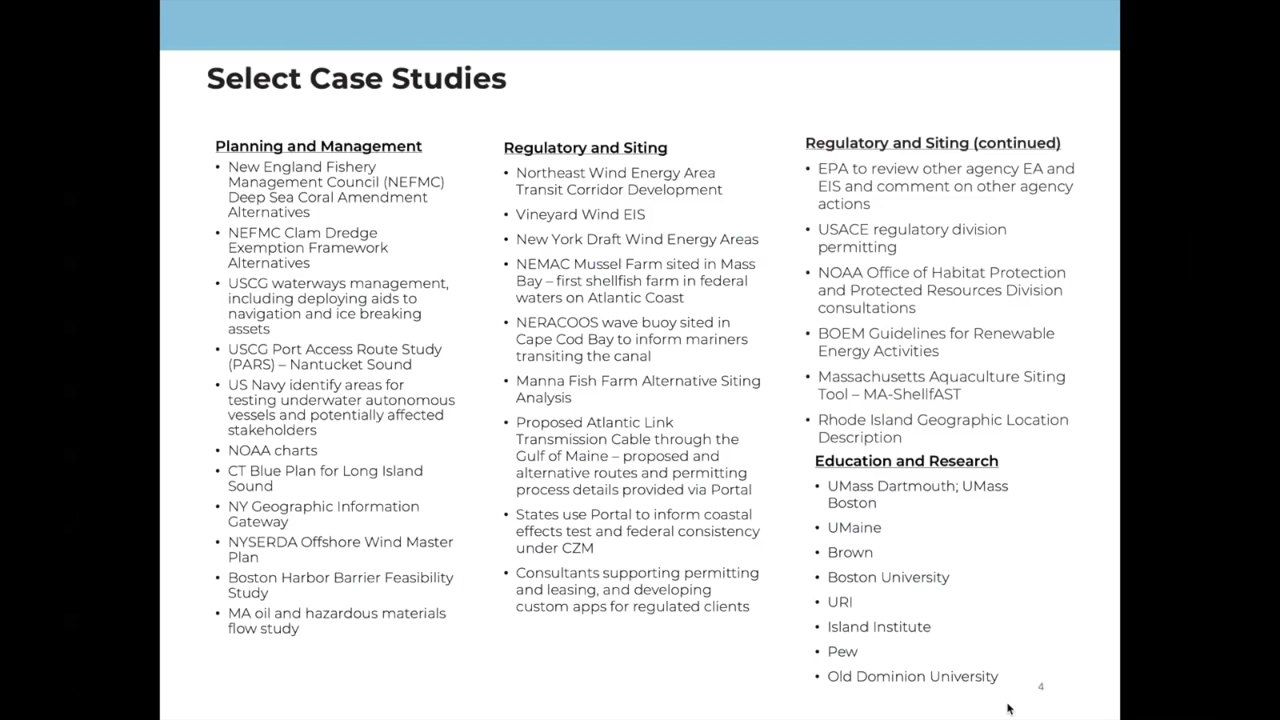 Select Case Studies
Planning and Management
• New England Fishery
Management Council (NEFMC)
Deep Sea Coral Amendment
Alternatives
• NEFMC Clam Dredge
Exemption Framework
Alternatives
• USCG waterways management,
including deploying aids to
navigation and ice breaking
assets
• USCG Port Access Route Study
(PARS) – Nantucket Sound
• US Navy identify areas for
testing underwater autonomous
vessels and potentially affected
stakeholders
• NOAA charts
• CT Blue Plan for Long Island
Sound
• NY Geographic Information
Gateway
• NYSERDA Offshore Wind Master
Plan
• Boston Harbor Barrier Feasibility
Study
• MA oil and hazardous materials
flow study
Regulatory and Siting
• Northeast Wind Energy Area
Transit Corridor Development
• Vineyard Wind EIS
• New York Draft Wind Energy Areas
• NEMAC Mussel Farm sited in Mass
Bay – first shellfish farm in federal
waters on Atlantic Coast
• NERACOOS wave buoy sited in
Cape Cod Bay to inform mariners
transiting the canal
• Manna Fish Farm Alternative Siting
Analysis
• Proposed Atlantic Link
Transmission Cable through the
Gulf of Maine – proposed and
alternative routes and permitting
process details provided via Portal
• States use Portal to inform coastal
effects test and federal consistency
under CZM
• Consultants supporting permitting
and leasing, and developing
custom apps for regulated clients
Regulatory and Siting (continued)
• EPA to review other agency EA and
EIS and comment on other agency
actions
• USACE regulatory division
permitting
• NOAA Office of Habitat Protection
and Protected Resources Division
consultations
• BOEM Guidelines for Renewable
Energy Activities
• Massachusetts Aquaculture Siting
Tool – MA-ShellfAST
• Rhode Island Geographic Location
Description
Education and Research
• UMass Dartmouth; UMass
Boston
• UMaine
• Brown
• Boston University
• URI
• Island Institute
• Pew
• Old Dominion University
4